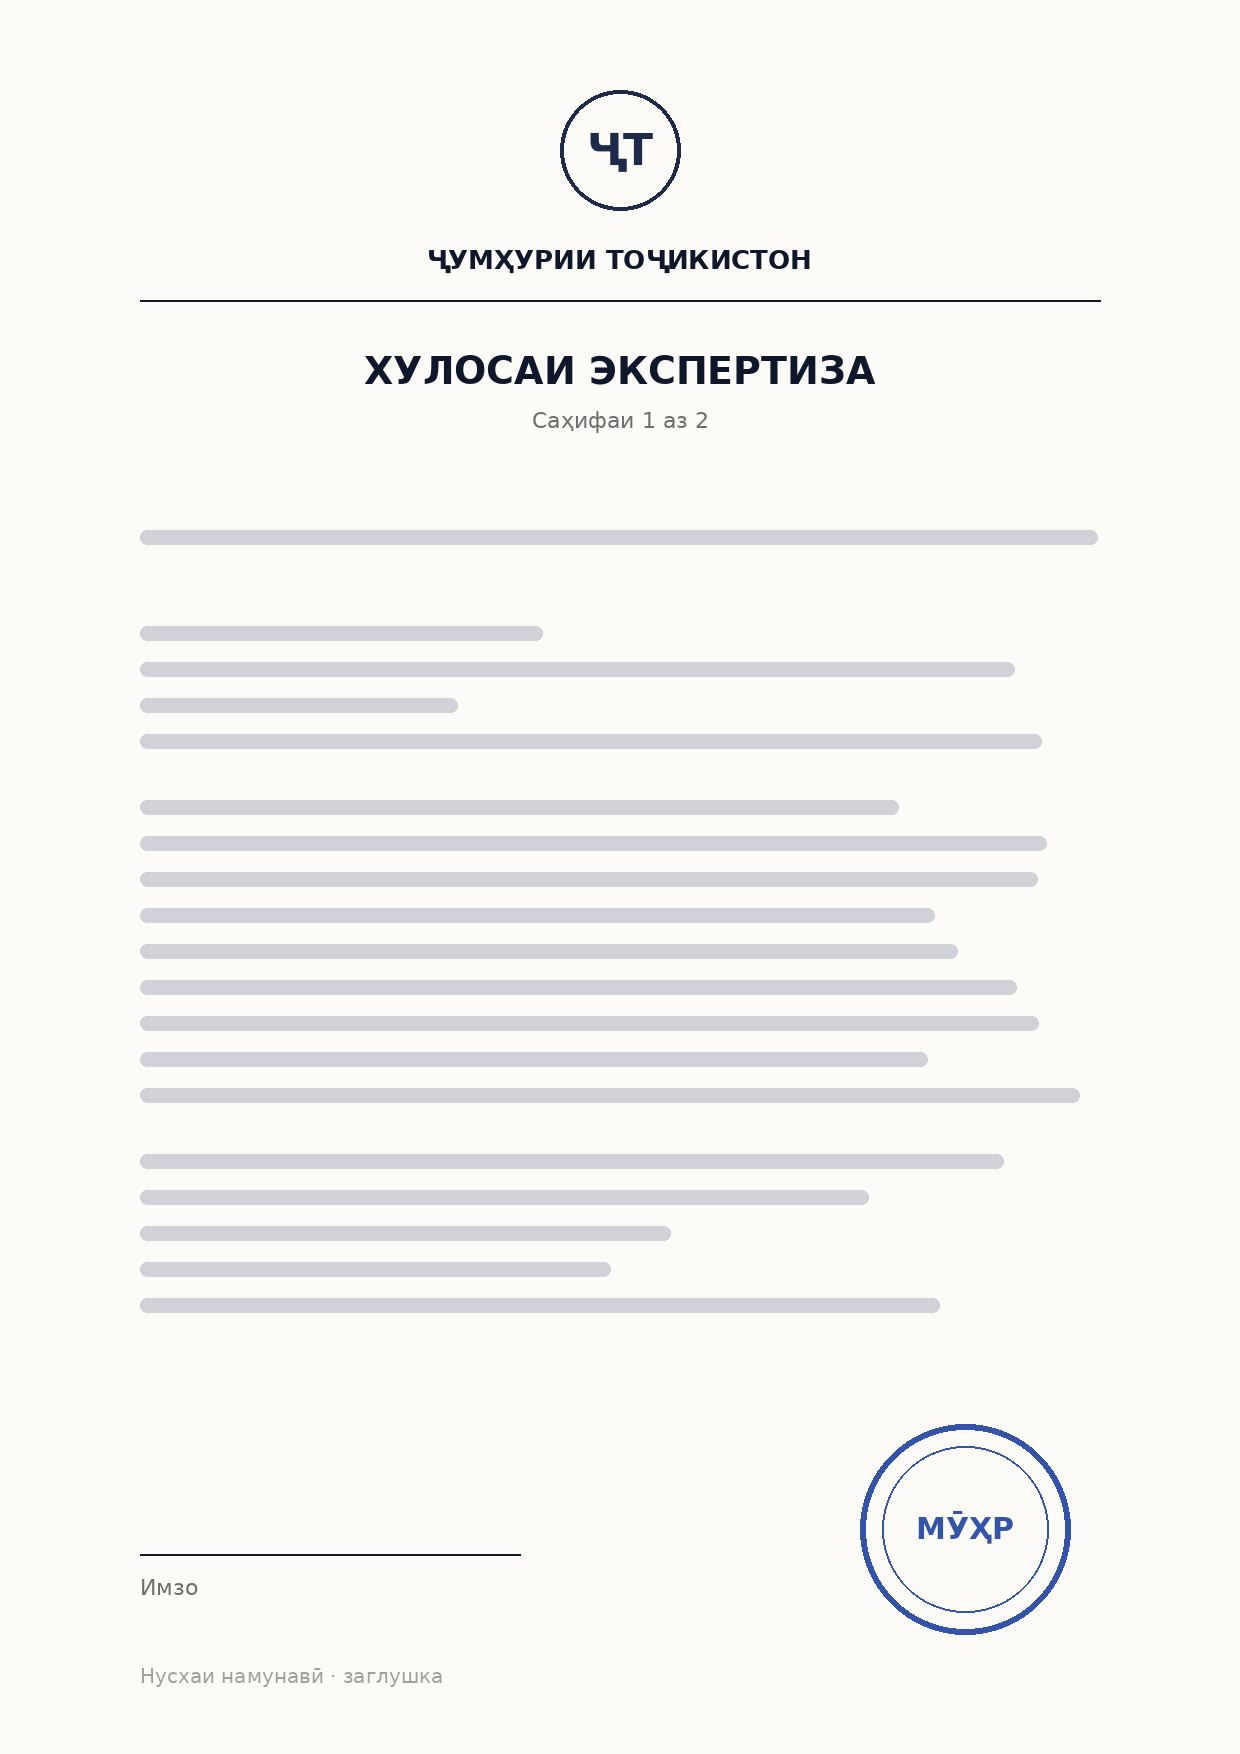 ҶТ
ҶУМҲУРИИ ТОҶИКИСТОН
ХУЛОСАИ ЭКСПЕРТИЗА
Саҳифаи 1 аз 2
МӮҲР
Имзо
Нусхаи намунавӣ · заглушка